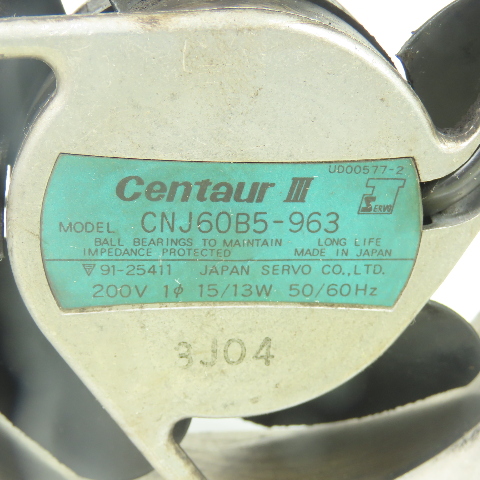 UD00577-2
Centaur III
SERVO
MODEL CNJ60B5-963
BALL BEARINGS TO MAINTAIN LONG LIFE
IMPEDANCE PROTECTED MADE IN JAPAN
91-25411 JAPAN SERVO CO., LTD.
200V 1φ 15/13W 50/60Hz
3J04